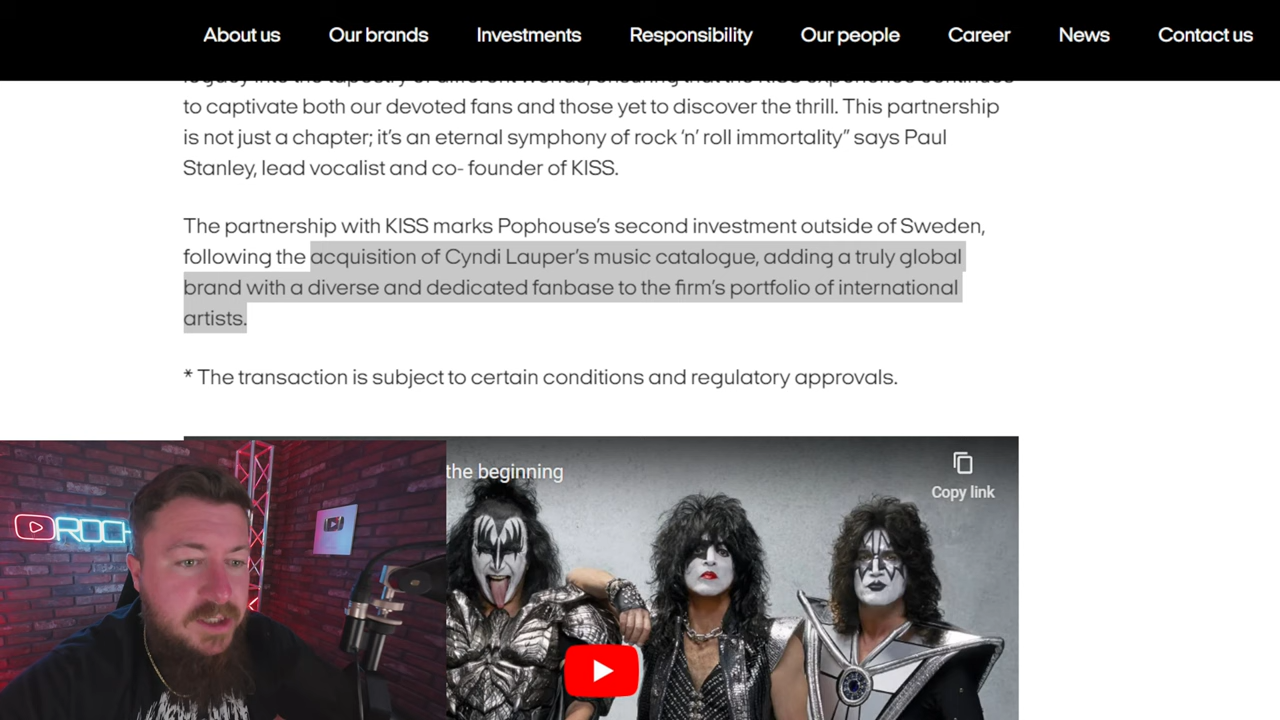 About us Our brands Investments Responsibility Our people Career News Contact us
to captivate both our devoted fans and those yet to discover the thrill. This partnership
is not just a chapter; it’s an eternal symphony of rock ‘n’ roll immortality” says Paul
Stanley, lead vocalist and co- founder of KISS.
The partnership with KISS marks Pophouse’s second investment outside of Sweden,
following the acquisition of Cyndi Lauper’s music catalogue, adding a truly global
brand with a diverse and dedicated fanbase to the firm’s portfolio of international
artists.
* The transaction is subject to certain conditions and regulatory approvals.
the beginning
Copy link
ROCK